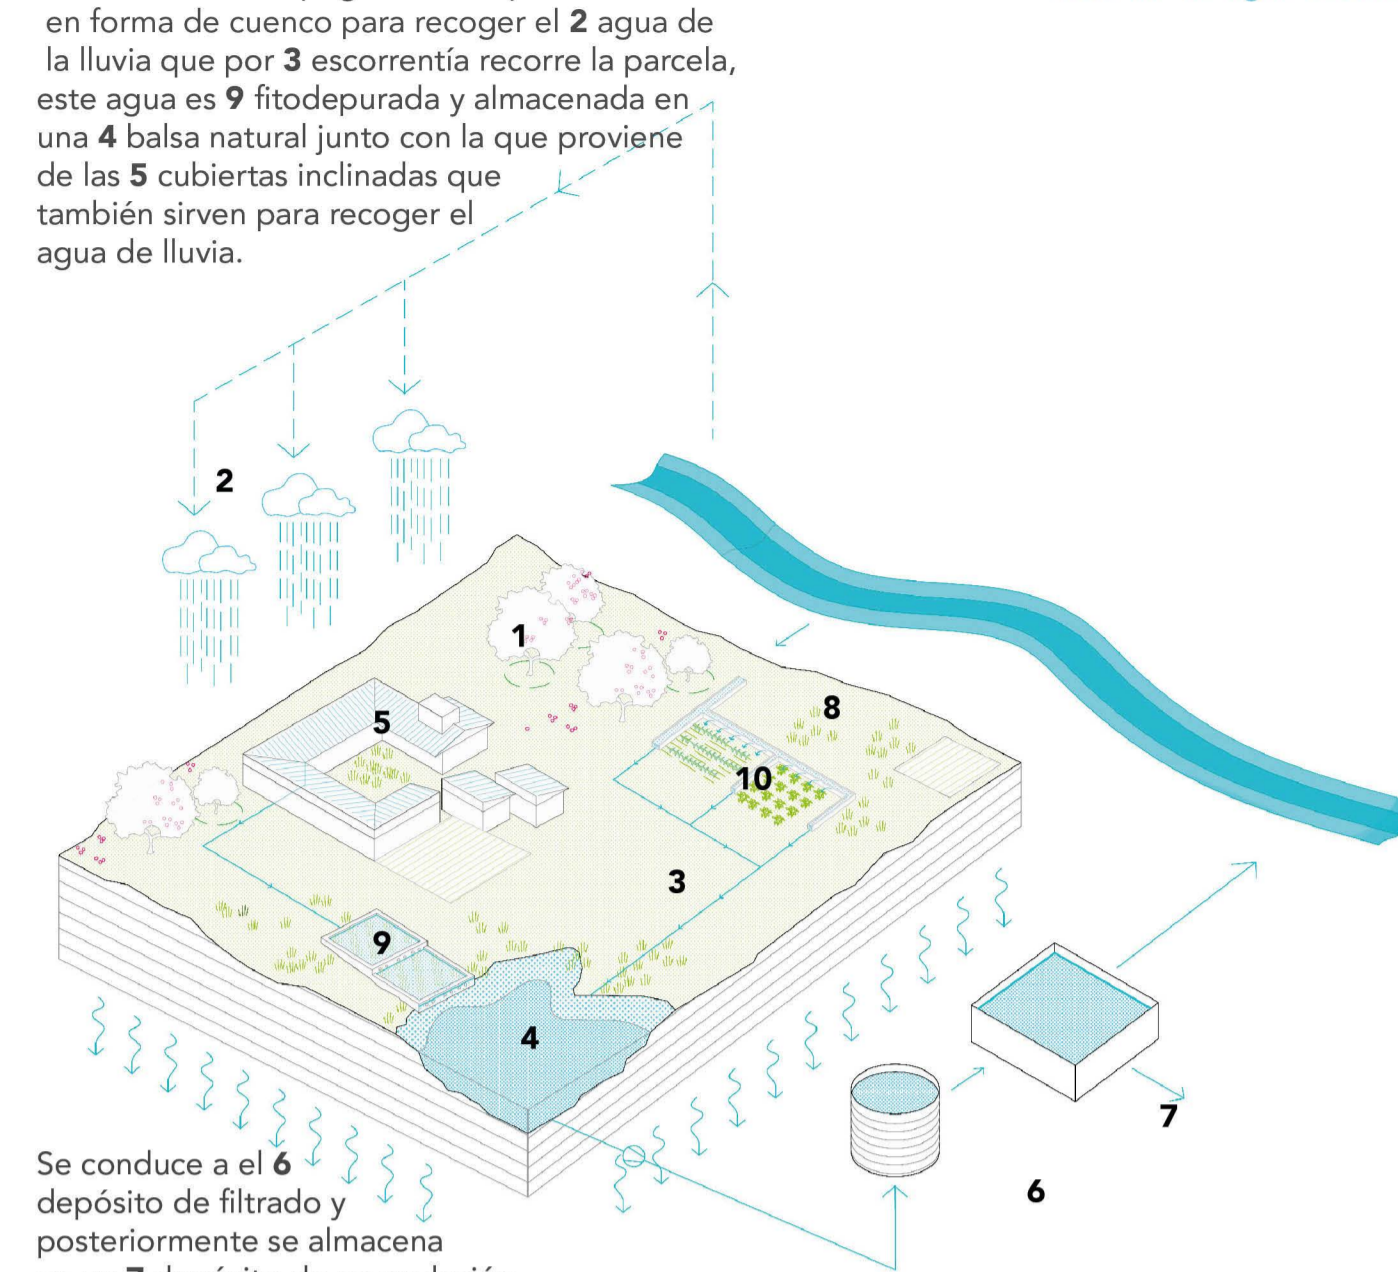 en forma de cuenco para recoger el 2 agua de
la lluvia que por 3 escorrentía recorre la parcela,
este agua es 9 fitodepurada y almacenada en
una 4 balsa natural junto con la que proviene
de las 5 cubiertas inclinadas que
también sirven para recoger el
agua de lluvia.
2
1
5
8
10
3
9
4
7
6
Se conduce a el 6
depósito de filtrado y
posteriormente se almacena